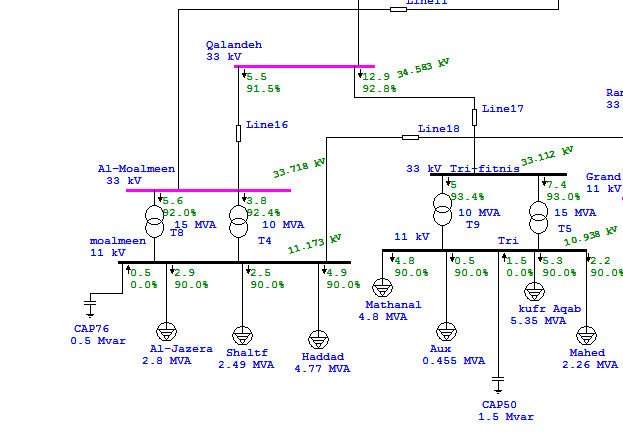 Line11
Qalandeh
33 kV
5.5
91.5%
12.9
92.8%
34.583 kV
Line16
Line17
Line18
Ran
33
33.718 kV
33.112 kV
Al-Moalmeen
33 kV
33 kV Tri-fitnis
Grand
11 kV
5.6
92.0%
15 MVA
T8
3.8
92.4%
10 MVA
T4
5
93.4%
10 MVA
T9
7.4
93.0%
15 MVA
T5
moalmeen
11 kV
11.173 kV
11 kV
Tri
10.938 kV
0.5
0.0%
2.9
90.0%
2.5
90.0%
4.9
90.0%
4.8
90.0%
0.5
90.0%
1.5
0.0%
5.3
90.0%
2.2
90.0%
Mathanal
4.8 MVA
kufr Aqab
5.35 MVA
CAP76
0.5 Mvar
Al-Jazera
2.8 MVA
Shaltf
2.49 MVA
Haddad
4.77 MVA
Aux
0.455 MVA
Mahed
2.26 MVA
CAP50
1.5 Mvar